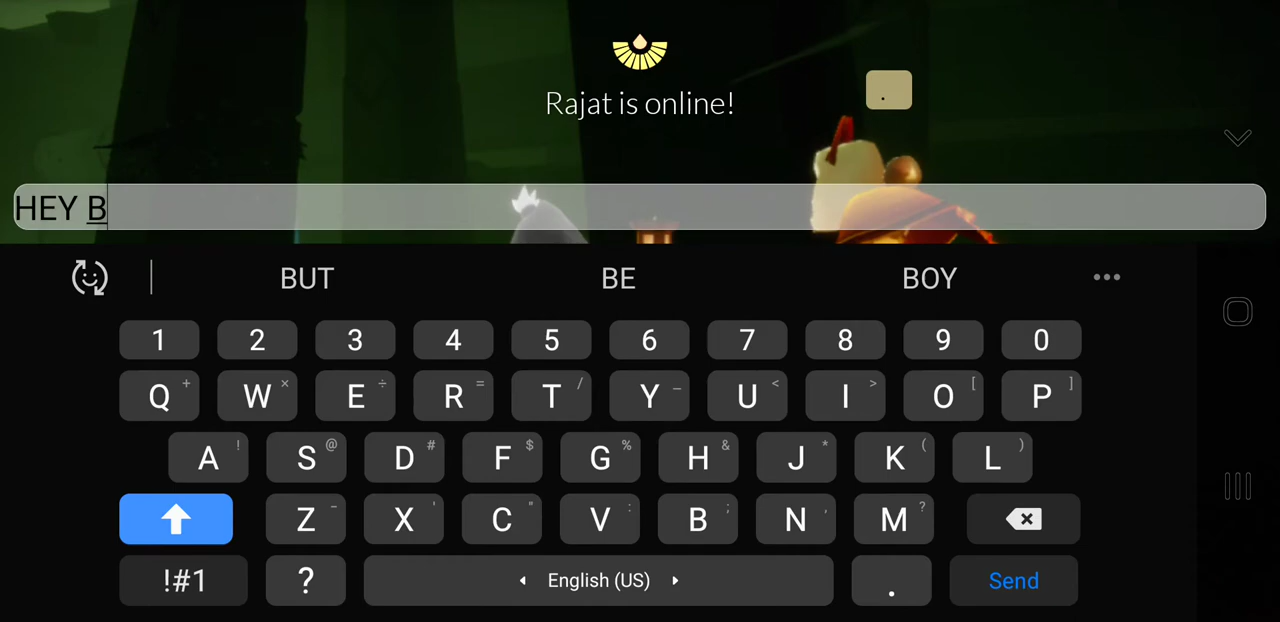 Rajat is online!
.
HEY B
BUT BE BOY •••
1 2 3 4 5 6 7 8 9 0
Q + W × E ÷ R = T / Y _ U < I > O [ P ]
A ! S @ D # F $ G % H & J * K ( L )
Z - X ' C " V : B ; N , M ?
!#1 ? English (US) . Send